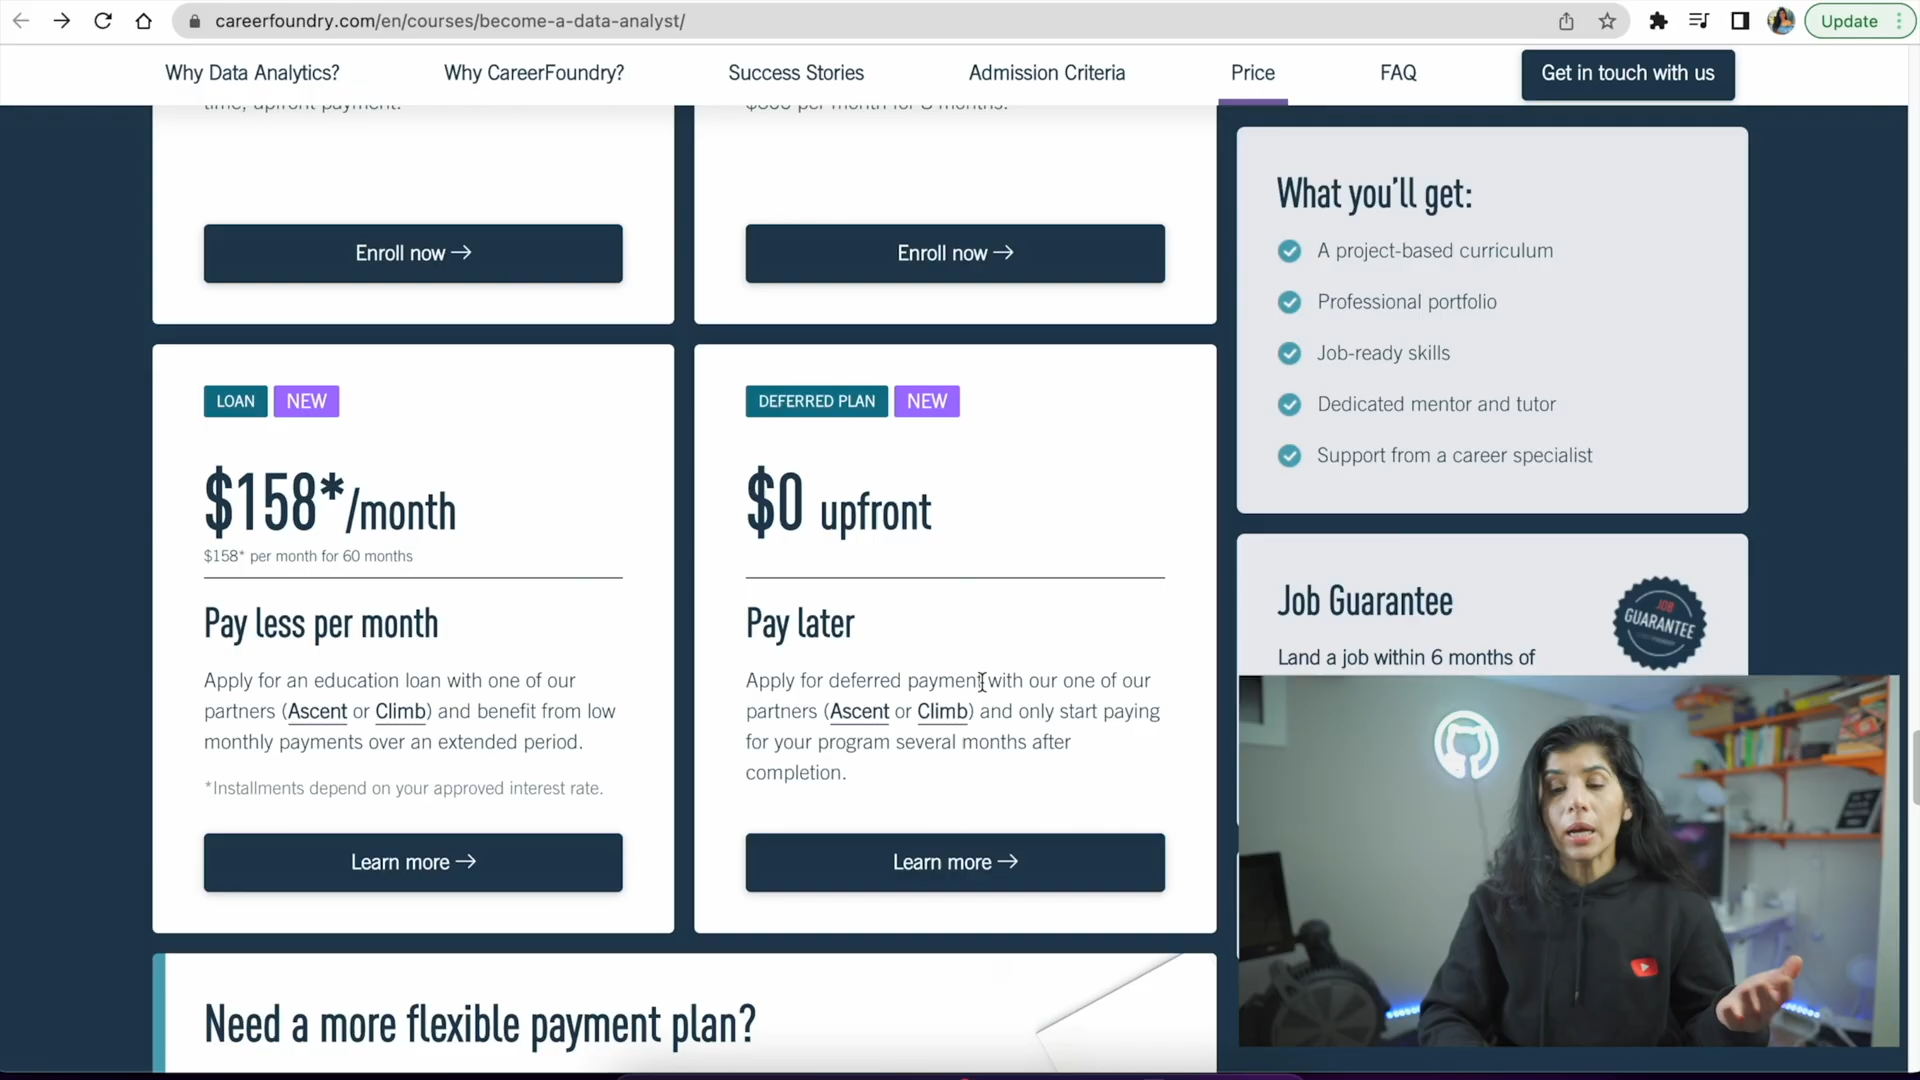 careerfoundry.com/en/courses/become-a-data-analyst/
Update
Why Data Analytics?
Why CareerFoundry?
Success Stories
Admission Criteria
Price
FAQ
Get in touch with us
time, upfront payment.
per month for
Enroll now →
Enroll now →
LOAN NEW
$158*/month
$158* per month for 60 months
Pay less per month
Apply for an education loan with one of our
partners (Ascent or Climb) and benefit from low
monthly payments over an extended period.
*Installments depend on your approved interest rate.
Learn more →
DEFERRED PLAN NEW
$0 upfront
Pay later
Apply for deferred payment with our one of our
partners (Ascent or Climb) and only start paying
for your program several months after
completion.
Learn more →
Need a more flexible payment plan?
What you'll get:
A project-based curriculum
Professional portfolio
Job-ready skills
Dedicated mentor and tutor
Support from a career specialist
Job Guarantee
JOB
GUARANTEE
Land a job within 6 months of